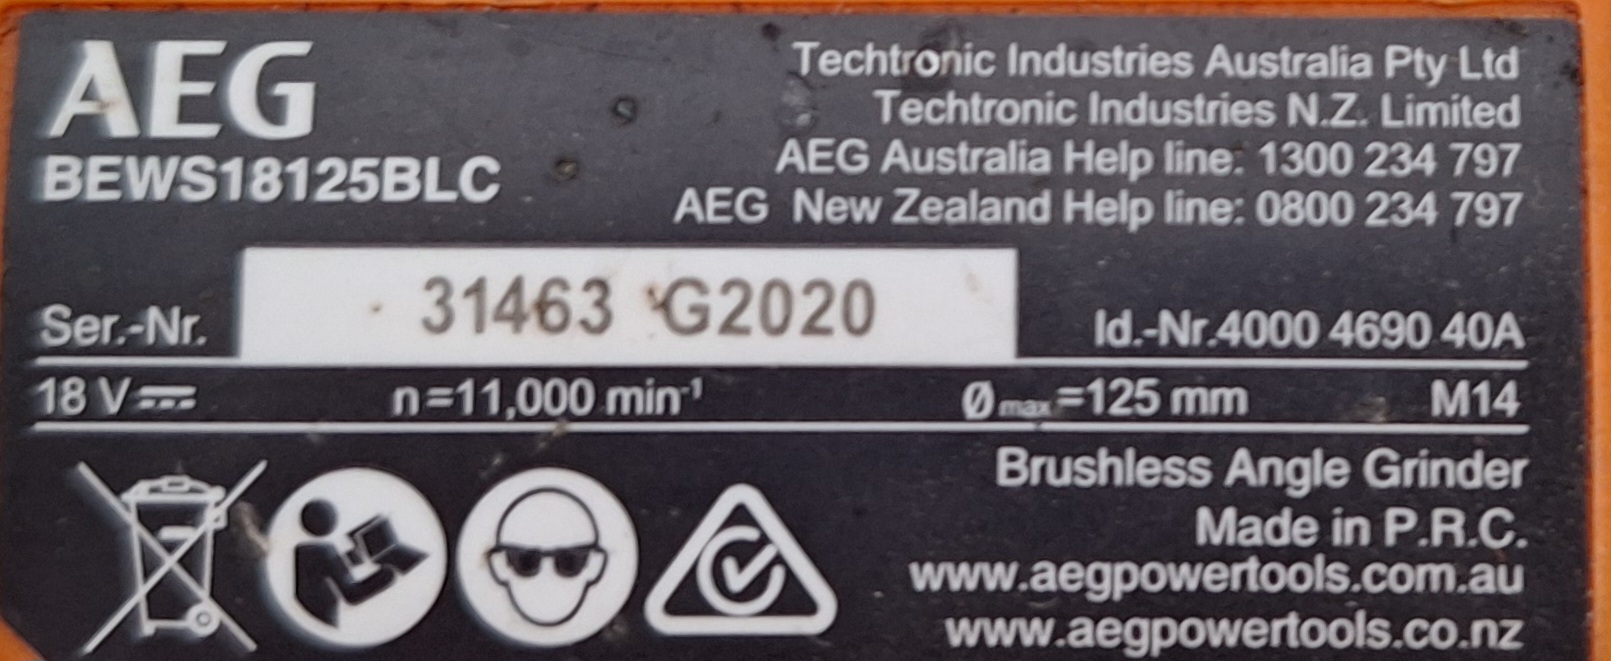 AEG
BEWS18125BLC
Techtronic Industries Australia Pty Ltd
Techtronic Industries N.Z. Limited
AEG Australia Help line: 1300 234 797
AEG New Zealand Help line: 0800 234 797
Ser.-Nr. 31463 G2020 Id.-Nr.4000 4690 40A
18 V⎓ n=11,000 min⁻¹ Ømax=125 mm M14
Brushless Angle Grinder
Made in P.R.C.
www.aegpowertools.com.au
www.aegpowertools.co.nz